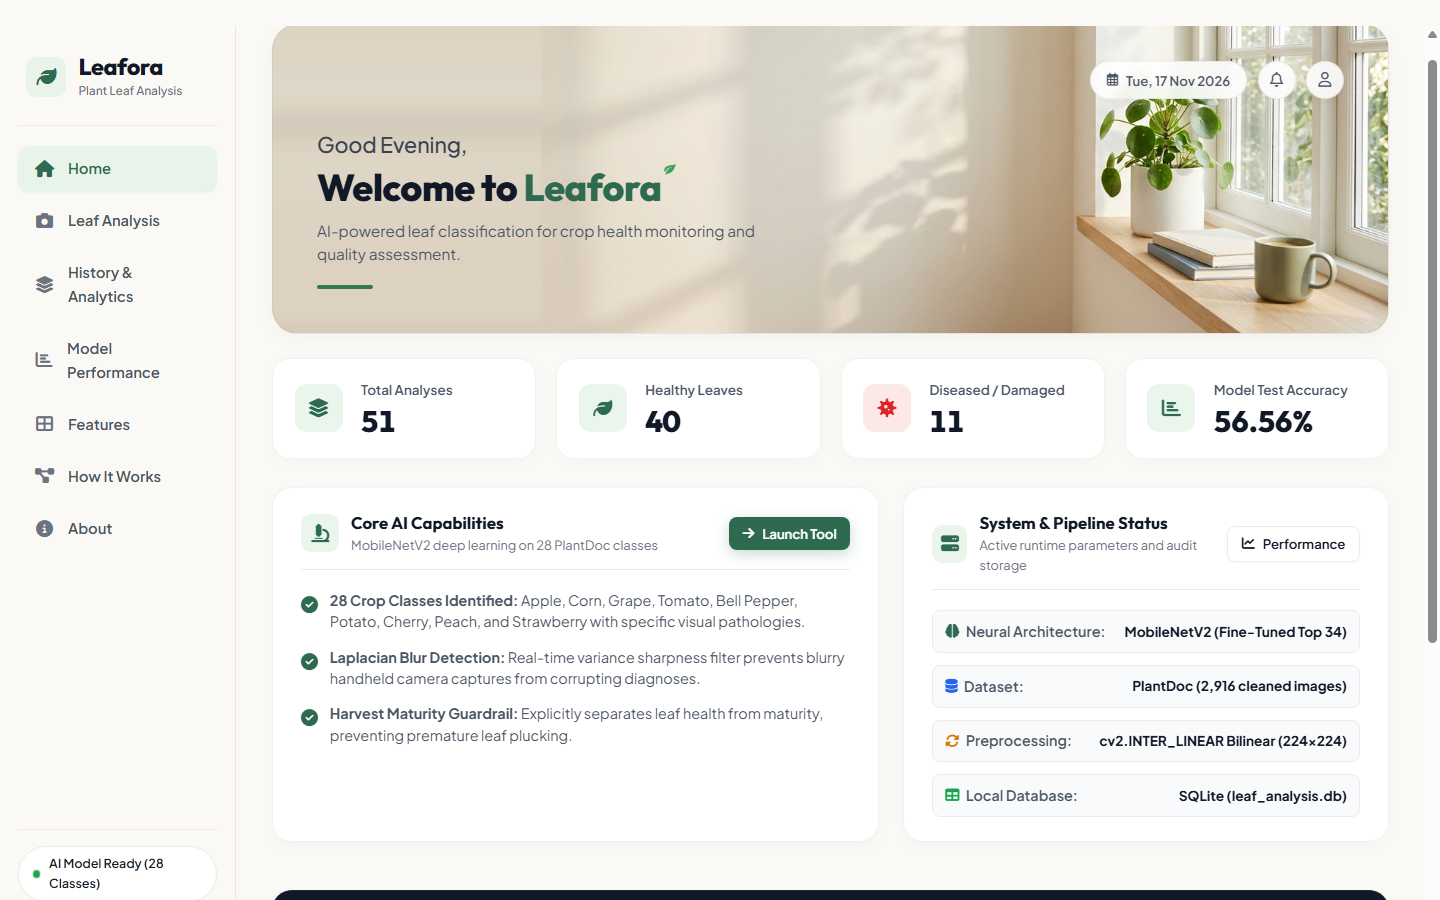 Leafora
Plant Leaf Analysis
Home
Leaf Analysis
History &
Analytics
Model
Performance
Features
How It Works
About
AI Model Ready (28
Classes)
Tue, 17 Nov 2026
Good Evening,
Welcome to Leafora
AI-powered leaf classification for crop health monitoring and
quality assessment.
Total Analyses
51
Healthy Leaves
40
Diseased / Damaged
11
Model Test Accuracy
56.56%
Core AI Capabilities
MobileNetV2 deep learning on 28 PlantDoc classes
Launch Tool
28 Crop Classes Identified: Apple, Corn, Grape, Tomato, Bell Pepper,
Potato, Cherry, Peach, and Strawberry with specific visual pathologies.
Laplacian Blur Detection: Real-time variance sharpness filter prevents blurry
handheld camera captures from corrupting diagnoses.
Harvest Maturity Guardrail: Explicitly separates leaf health from maturity,
preventing premature leaf plucking.
System & Pipeline Status
Active runtime parameters and audit
storage
Performance
Neural Architecture: MobileNetV2 (Fine-Tuned Top 34)
Dataset: PlantDoc (2,916 cleaned images)
Preprocessing: cv2.INTER_LINEAR Bilinear (224×224)
Local Database: SQLite (leaf_analysis.db)